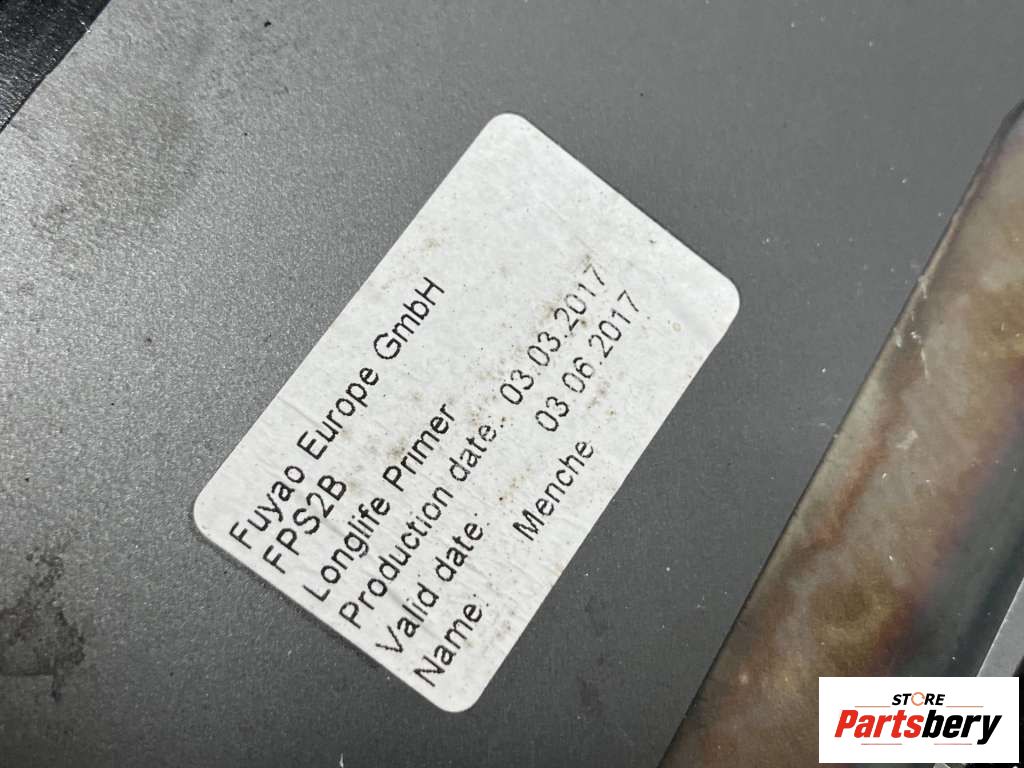 Fuyao Europe GmbH
FPS2B
Longlife Primer
Production date: 03.03.2017
Valid date: 03.06.2017
Name: Menche
STORE
Partsbery